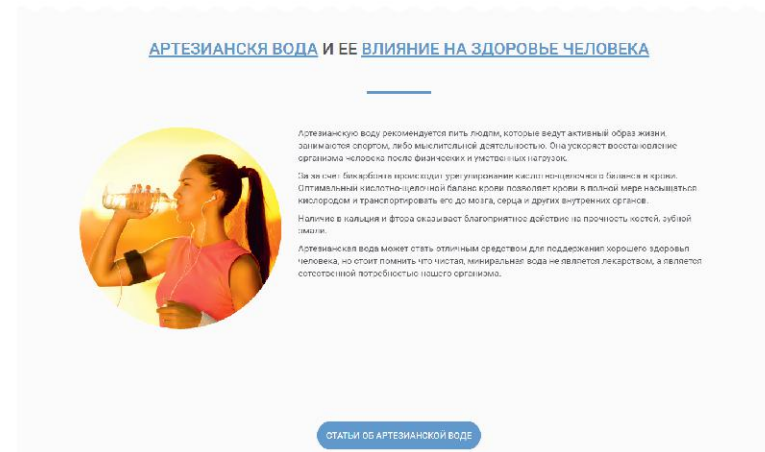 АРТЕЗИАНСКЯ ВОДА И ЕЕ ВЛИЯНИЕ НА ЗДОРОВЬЕ ЧЕЛОВЕКА
Артезианскую воду рекомендуется пить людям, которые ведут активный образ жизни,
занимаются спортом, либо мыслительной деятельностью. Она ускоряет восстановление
организма человека после физических и умственных нагрузок.
За за счет бикарбоната происходит урегулирование кислотно-щелочного баланса в крови.
Оптимальный кислотно-щелочной баланс крови позволяет крови в полной мере насыщаться
кислородом и транспортировать его до мозга, серца и других внутренних органов.
Наличие в кальция и фтора оказывает благоприятное действие на прочность костей, зубной
эмали.
Артезианская вода может стать отличным средством для поддержания хорошего здоровья
человека, но стоит помнить что чистая, миниральная вода не является лекарством, а является
естественной потребностью нашего организма.
СТАТЬИ ОБ АРТЕЗИАНСКОЙ ВОДЕ